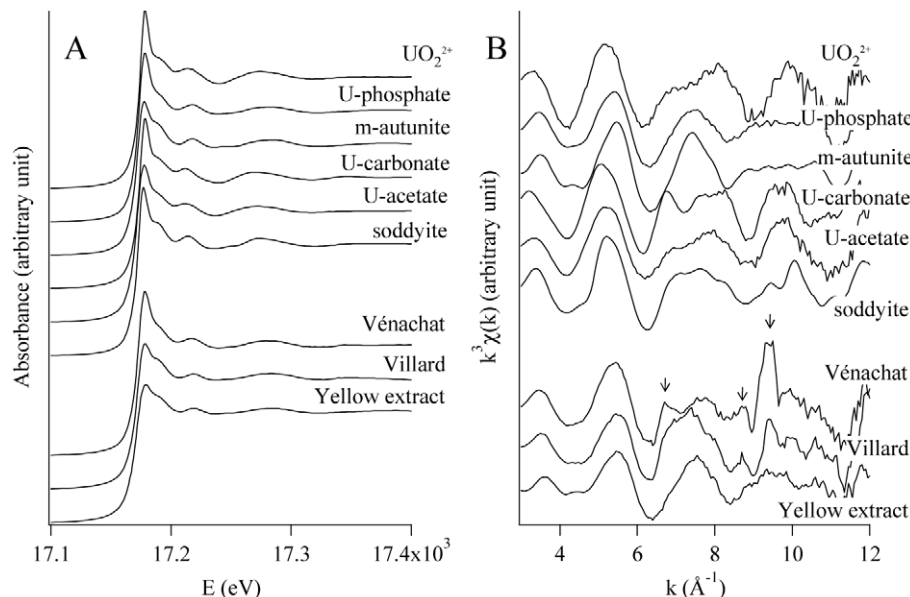 A
UO₂²⁺
U-phosphate
m-autunite
U-carbonate
U-acetate
soddyite
Vénachat
Villard
Yellow extract
Absorbance (arbitrary unit)
17.1 17.2 17.3 17.4x10³
E (eV)
B
UO₂²⁺
U-phosphate
m-autunite
U-carbonate
U-acetate
soddyite
Vénachat
Villard
Yellow extract
k³χ(k) (arbitrary unit)
4 6 8 10 12
k (Å⁻¹)